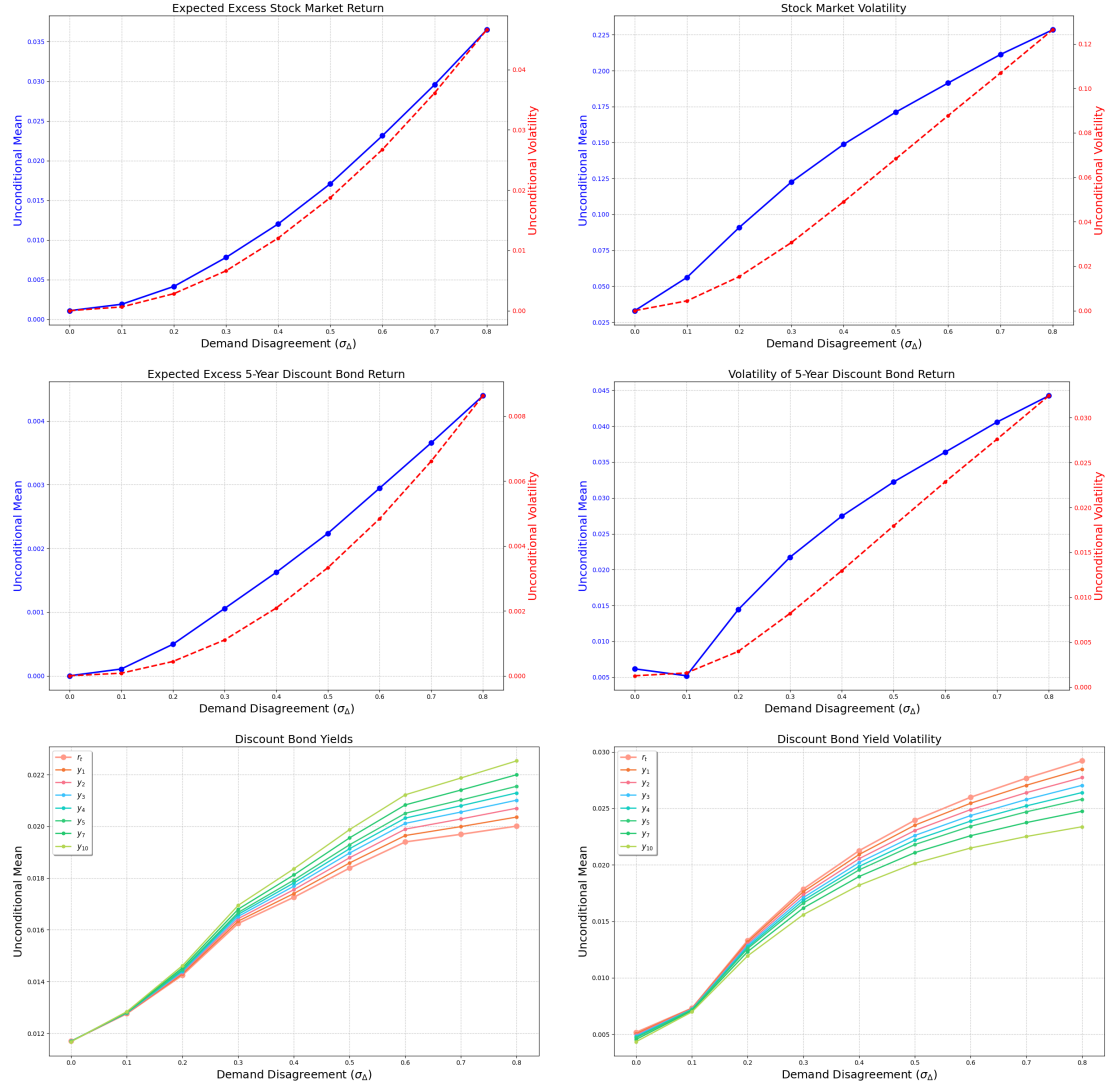 Expected Excess Stock Market Return
Unconditional Mean
0.035
0.030
0.025
0.020
0.015
0.010
0.005
0.000
0.04
0.03
0.02
0.01
0.00
Unconditional Volatility
0.0 0.1 0.2 0.3 0.4 0.5 0.6 0.7 0.8
Demand Disagreement (σΔ)
Stock Market Volatility
Unconditional Mean
0.225
0.200
0.175
0.150
0.125
0.100
0.075
0.050
0.025
0.12
0.10
0.08
0.06
0.04
0.02
0.00
Unconditional Volatility
0.0 0.1 0.2 0.3 0.4 0.5 0.6 0.7 0.8
Demand Disagreement (σΔ)
Expected Excess 5-Year Discount Bond Return
Unconditional Mean
0.004
0.003
0.002
0.001
0.000
0.008
0.006
0.004
0.002
0.000
Unconditional Volatility
0.0 0.1 0.2 0.3 0.4 0.5 0.6 0.7 0.8
Demand Disagreement (σΔ)
Volatility of 5-Year Discount Bond Return
Unconditional Mean
0.045
0.040
0.035
0.030
0.025
0.020
0.015
0.010
0.005
0.030
0.025
0.020
0.015
0.010
0.005
0.000
Unconditional Volatility
0.0 0.1 0.2 0.3 0.4 0.5 0.6 0.7 0.8
Demand Disagreement (σΔ)
Discount Bond Yields
Unconditional Mean
0.022
0.020
0.018
0.016
0.014
0.012
rt
y1
y2
y3
y4
y5
y7
y10
0.0 0.1 0.2 0.3 0.4 0.5 0.6 0.7 0.8
Demand Disagreement (σΔ)
Discount Bond Yield Volatility
Unconditional Mean
0.030
0.025
0.020
0.015
0.010
0.005
rt
y1
y2
y3
y4
y5
y7
y10
0.0 0.1 0.2 0.3 0.4 0.5 0.6 0.7 0.8
Demand Disagreement (σΔ)